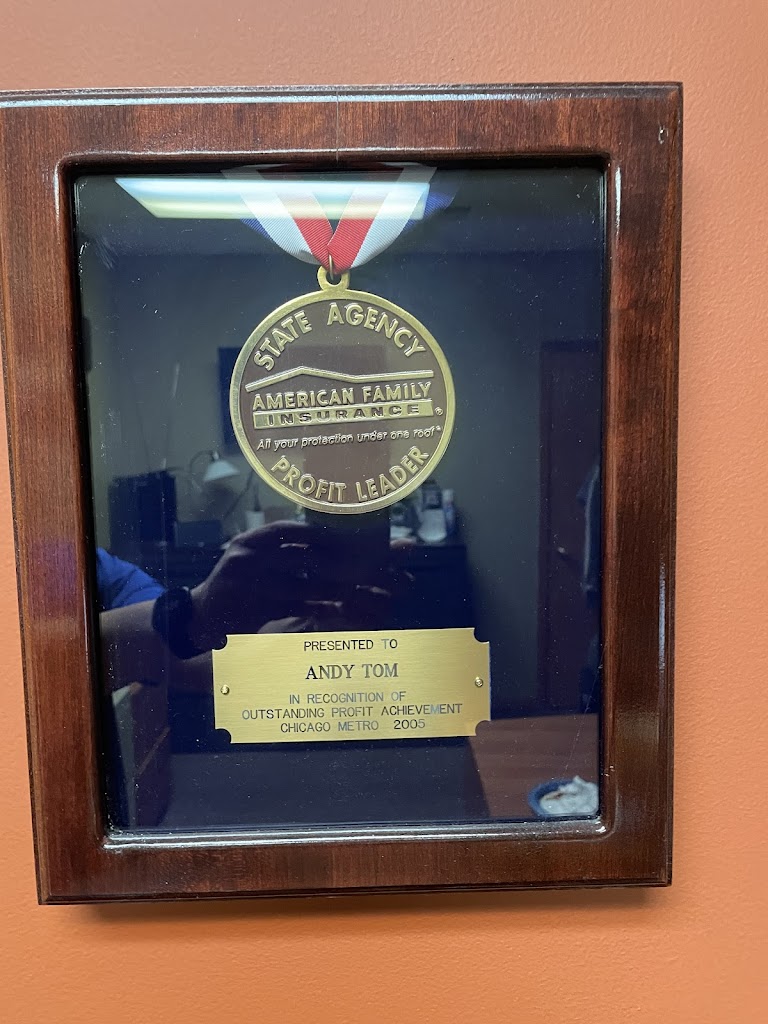 STATE AGENCY
AMERICAN FAMILY
INSURANCE ®
All your protection under one roof®
PROFIT LEADER
PRESENTED TO
ANDY TOM
IN RECOGNITION OF
OUTSTANDING PROFIT ACHIEVEMENT
CHICAGO METRO 2005